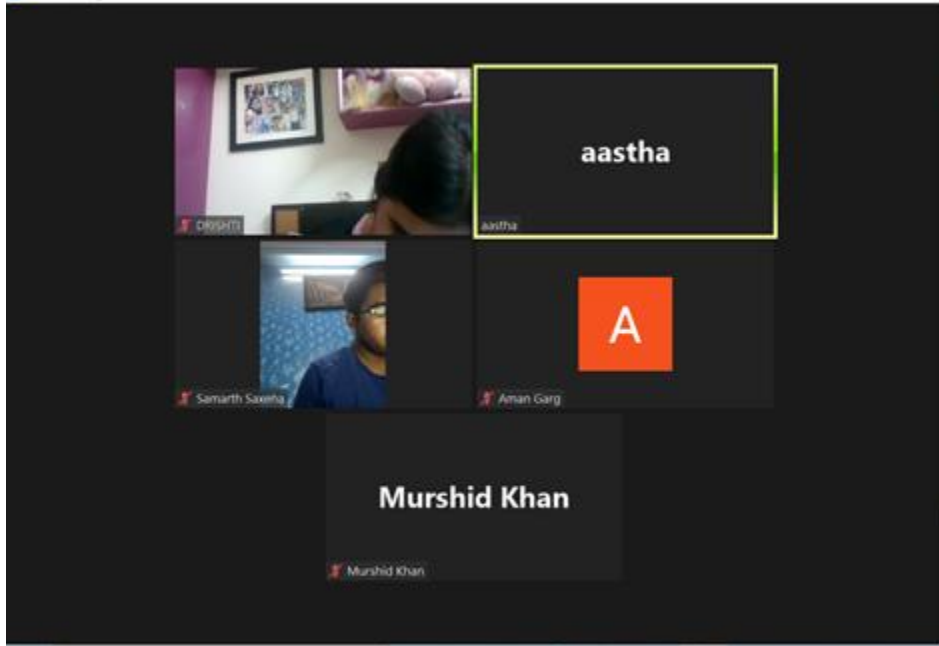 DRISHTI
aastha
aastha
Samarth Saxena
A
Aman Garg
Murshid Khan
Murshid Khan